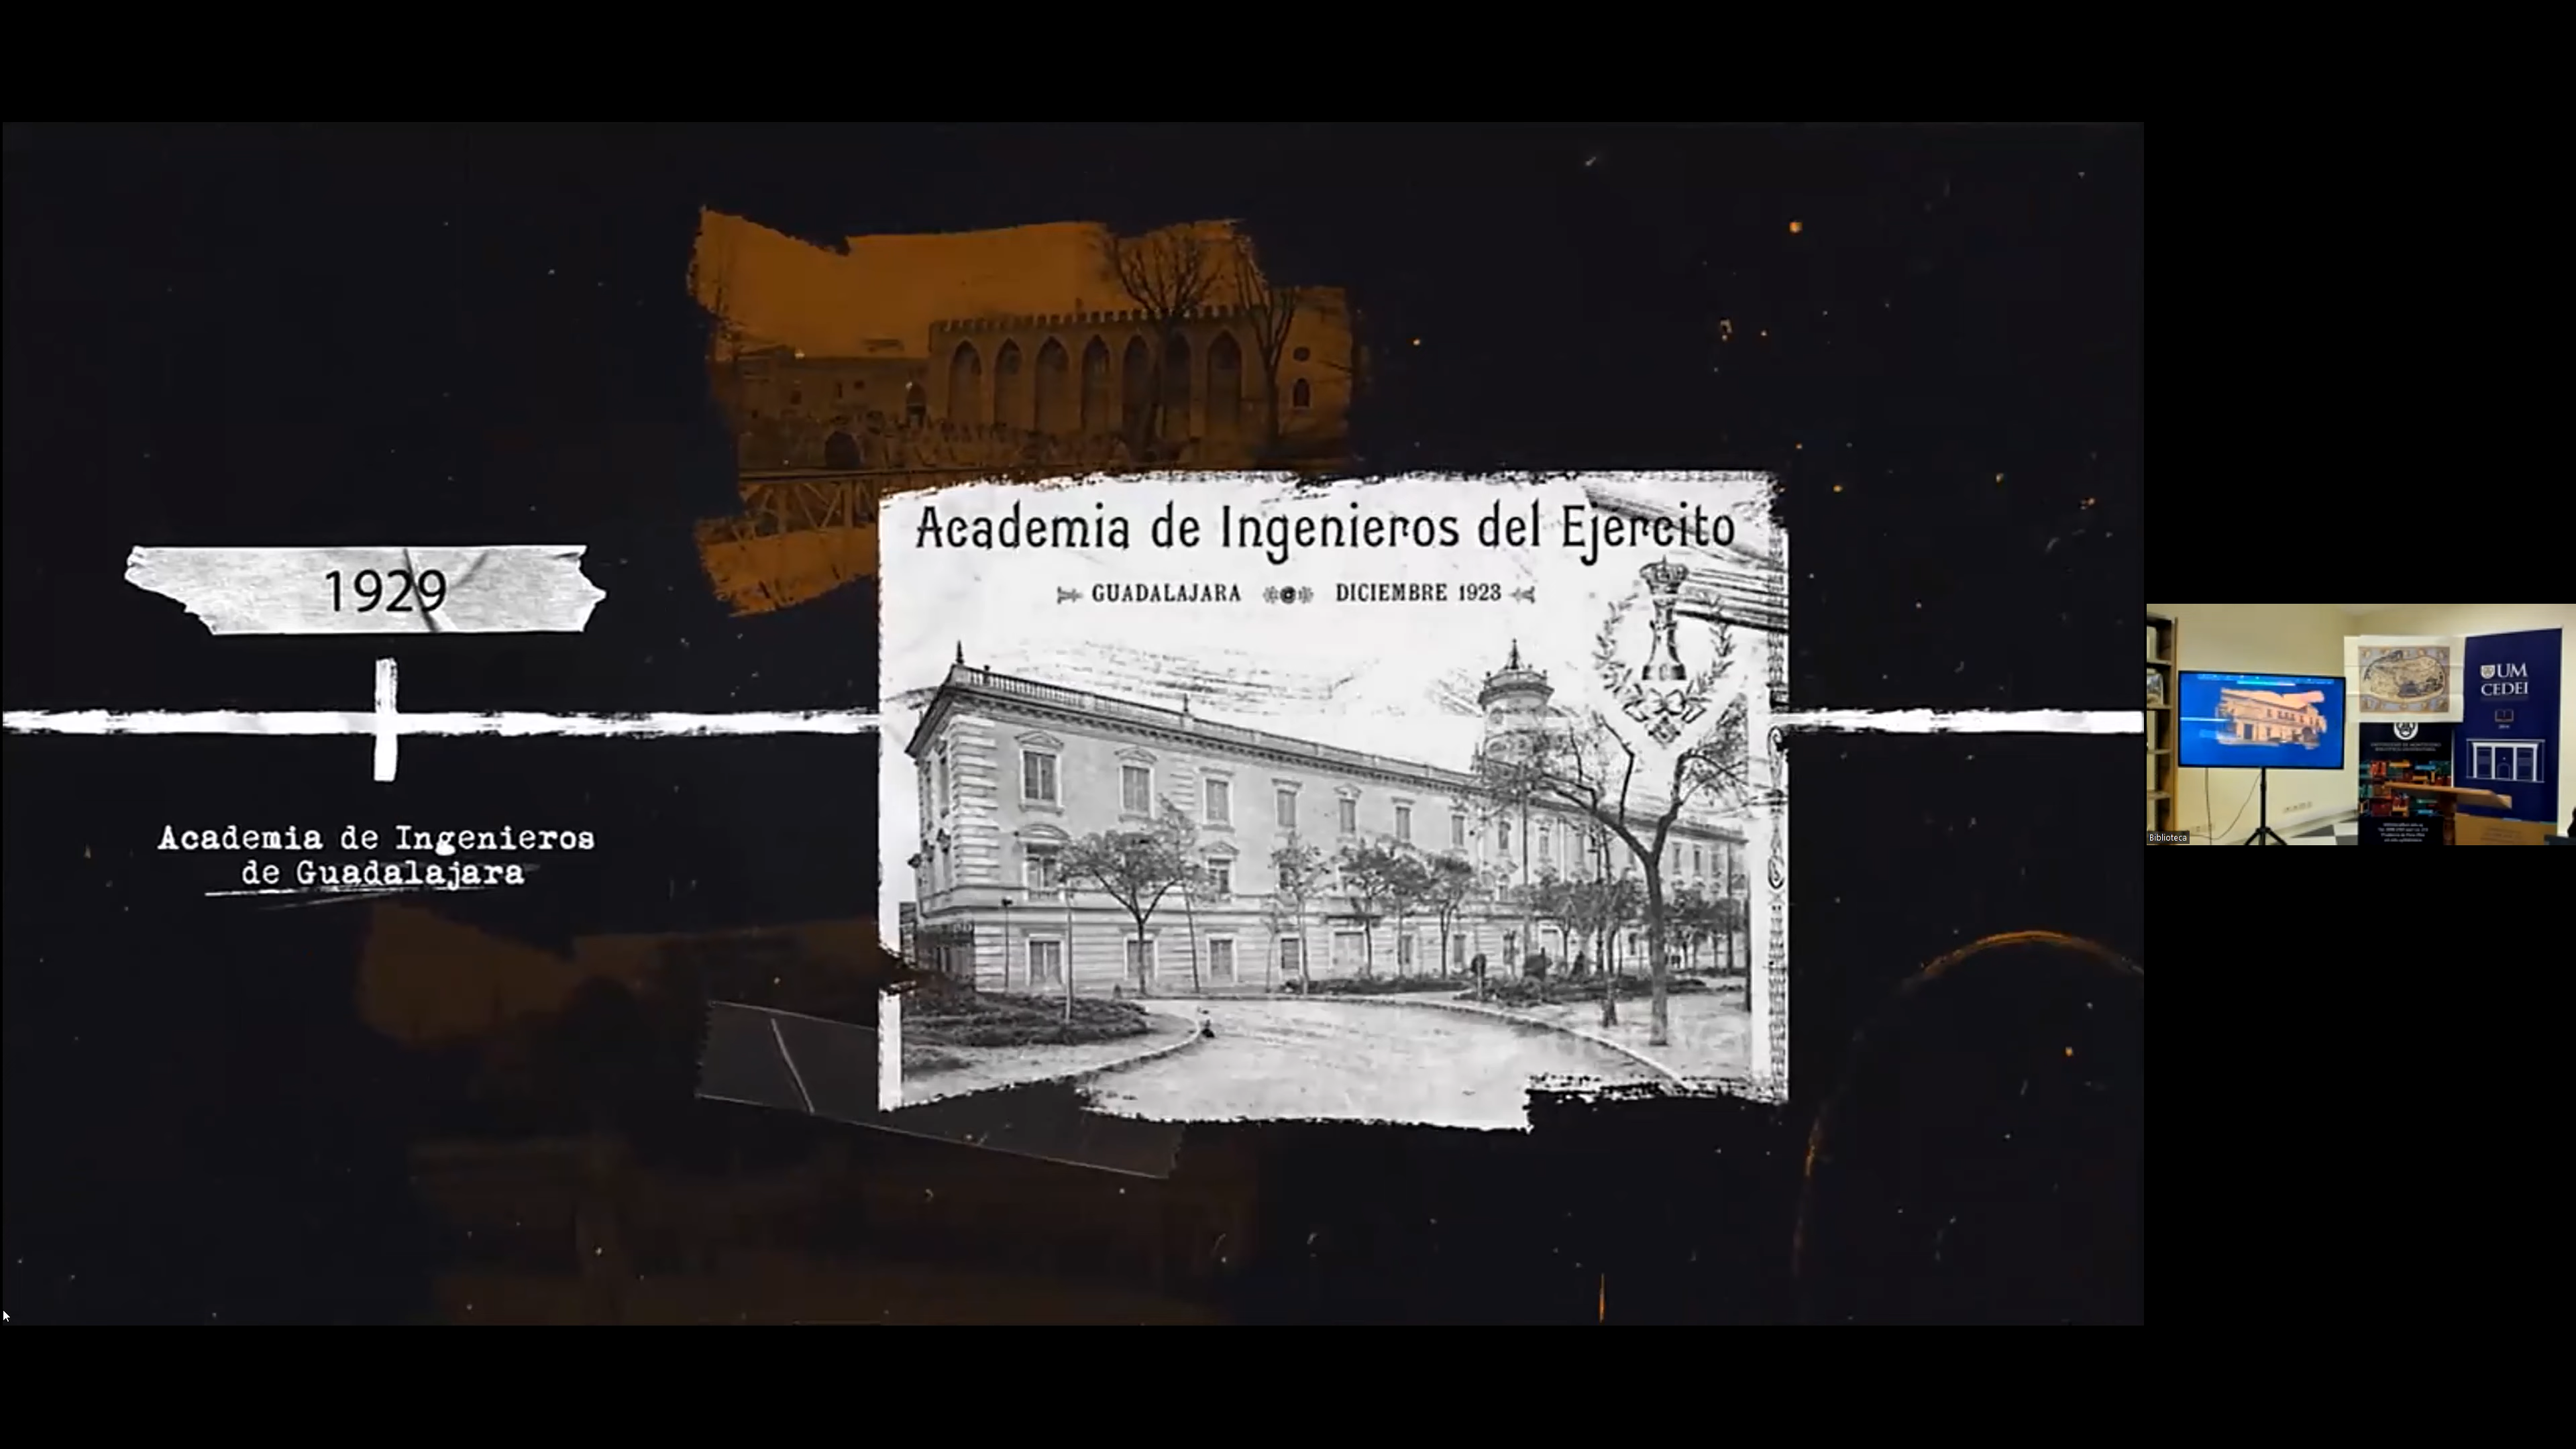 1929
Academia de Ingenieros
de Guadalajara
Academia de Ingenieros del Ejercito
GUADALAJARA DICIEMBRE 1923
UM
CEDEI
Biblioteca